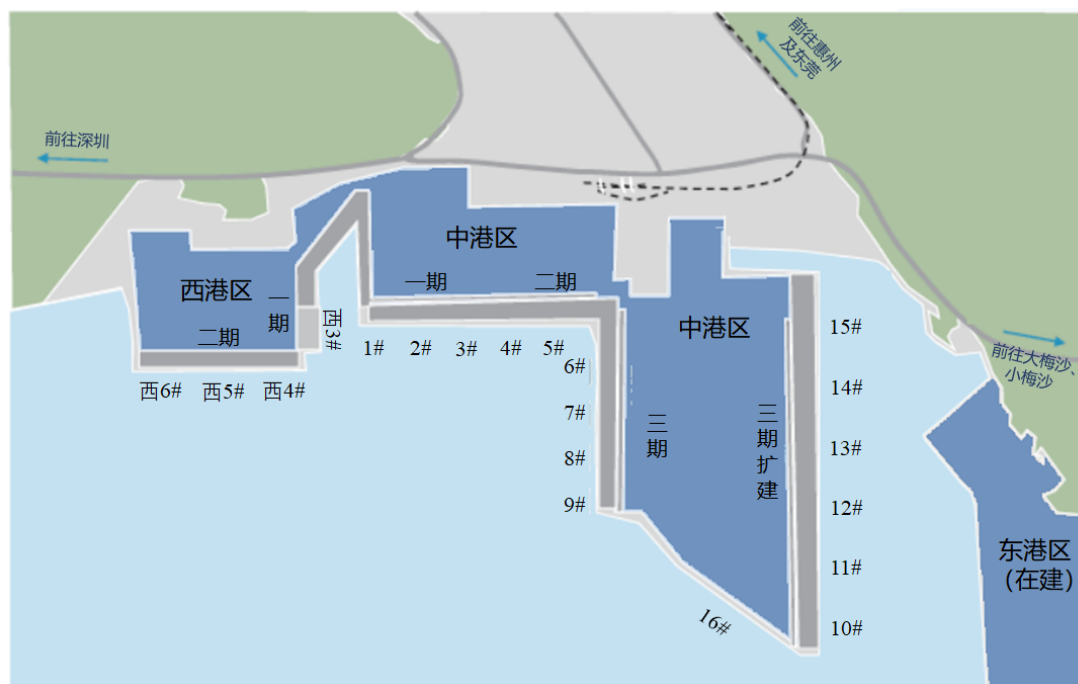 前往惠州
及东莞
前往深圳
中港区
西港区
一期
二期
一期
二期
西3#
1#
2#
3#
4#
5#
西6#
西5#
西4#
中港区
6#
7#
8#
9#
三期
三期扩建
15#
14#
13#
12#
11#
10#
16#
前往大梅沙、
小梅沙
东港区
（在建）